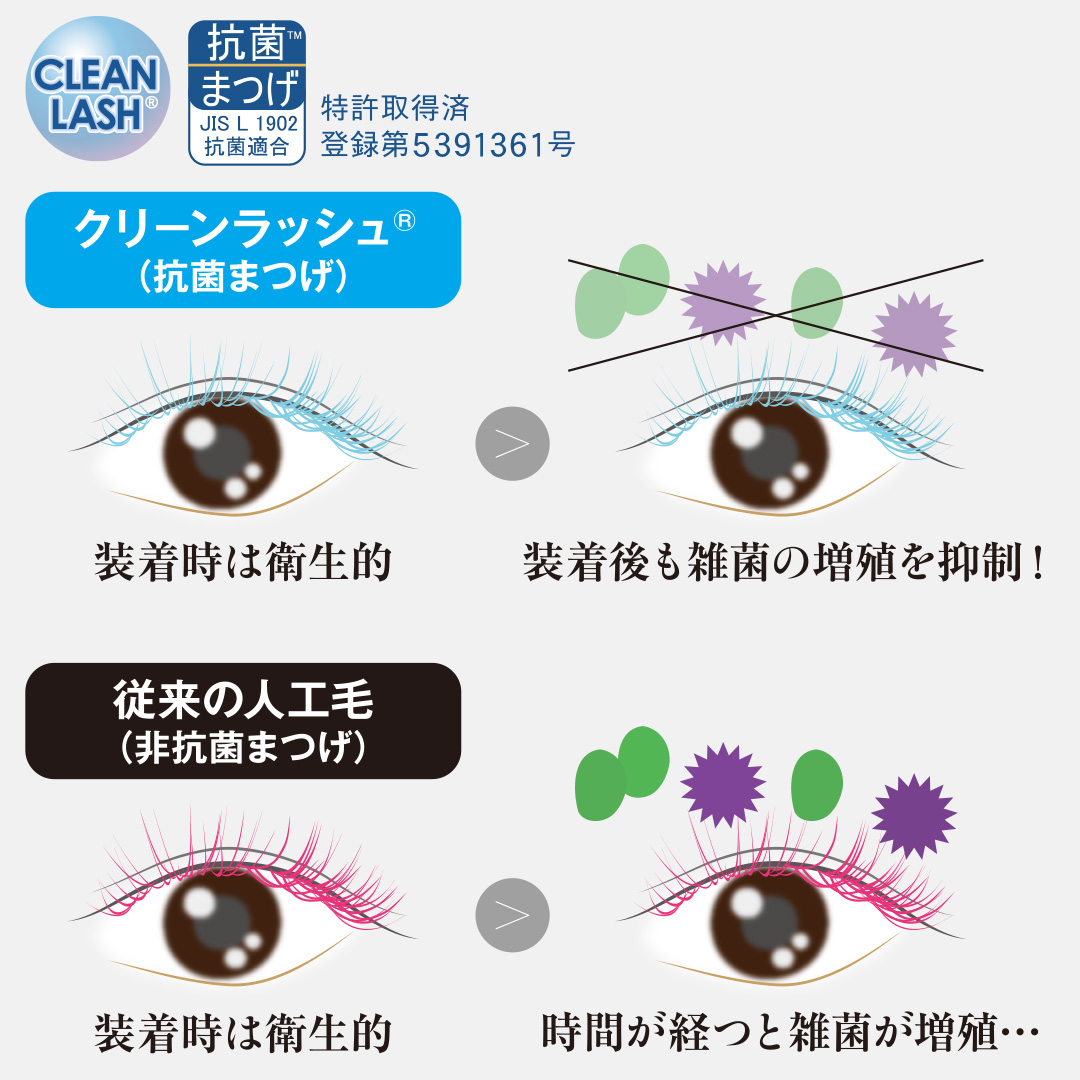 CLEAN
LASH®
抗菌™
まつげ
JIS L 1902
抗菌適合
特許取得済
登録第5391361号
クリーンラッシュ®
（抗菌まつげ）
＞
装着時は衛生的
装着後も雑菌の増殖を抑制！
従来の人工毛
（非抗菌まつげ）
＞
装着時は衛生的
時間が経つと雑菌が増殖…